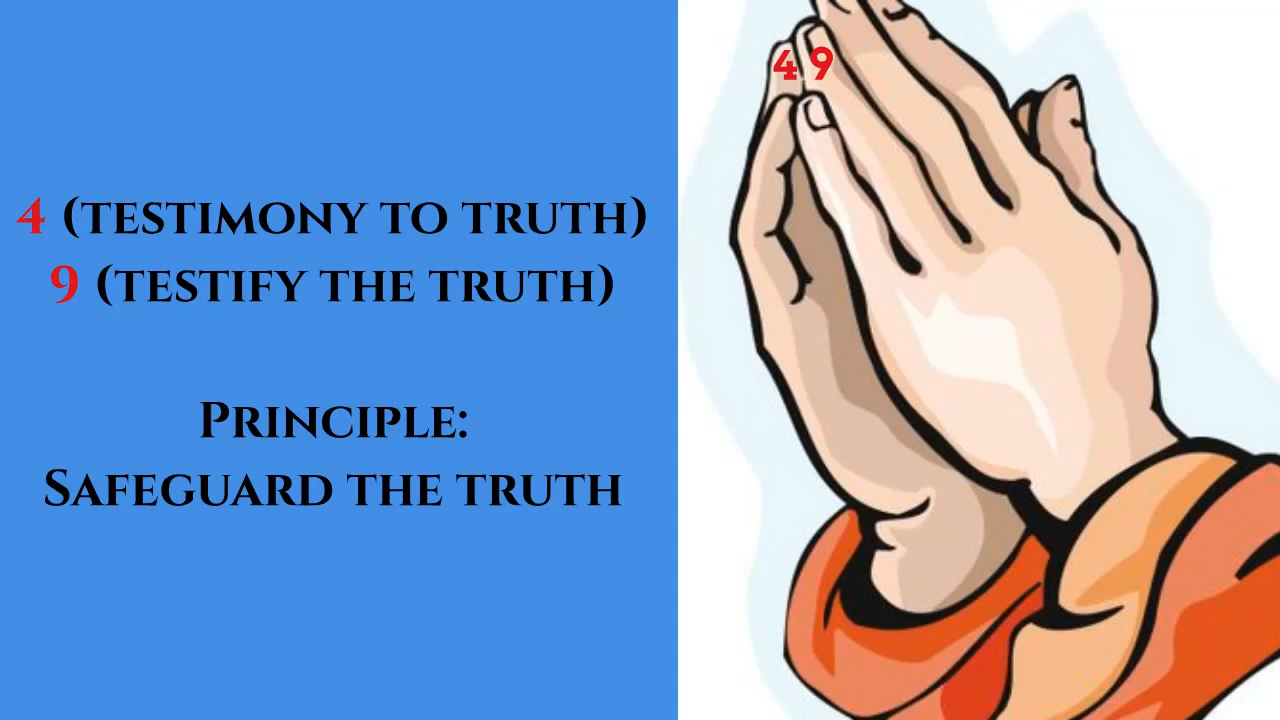 4 (TESTIMONY TO TRUTH)
9 (TESTIFY THE TRUTH)
PRINCIPLE:
SAFEGUARD THE TRUTH
4 9